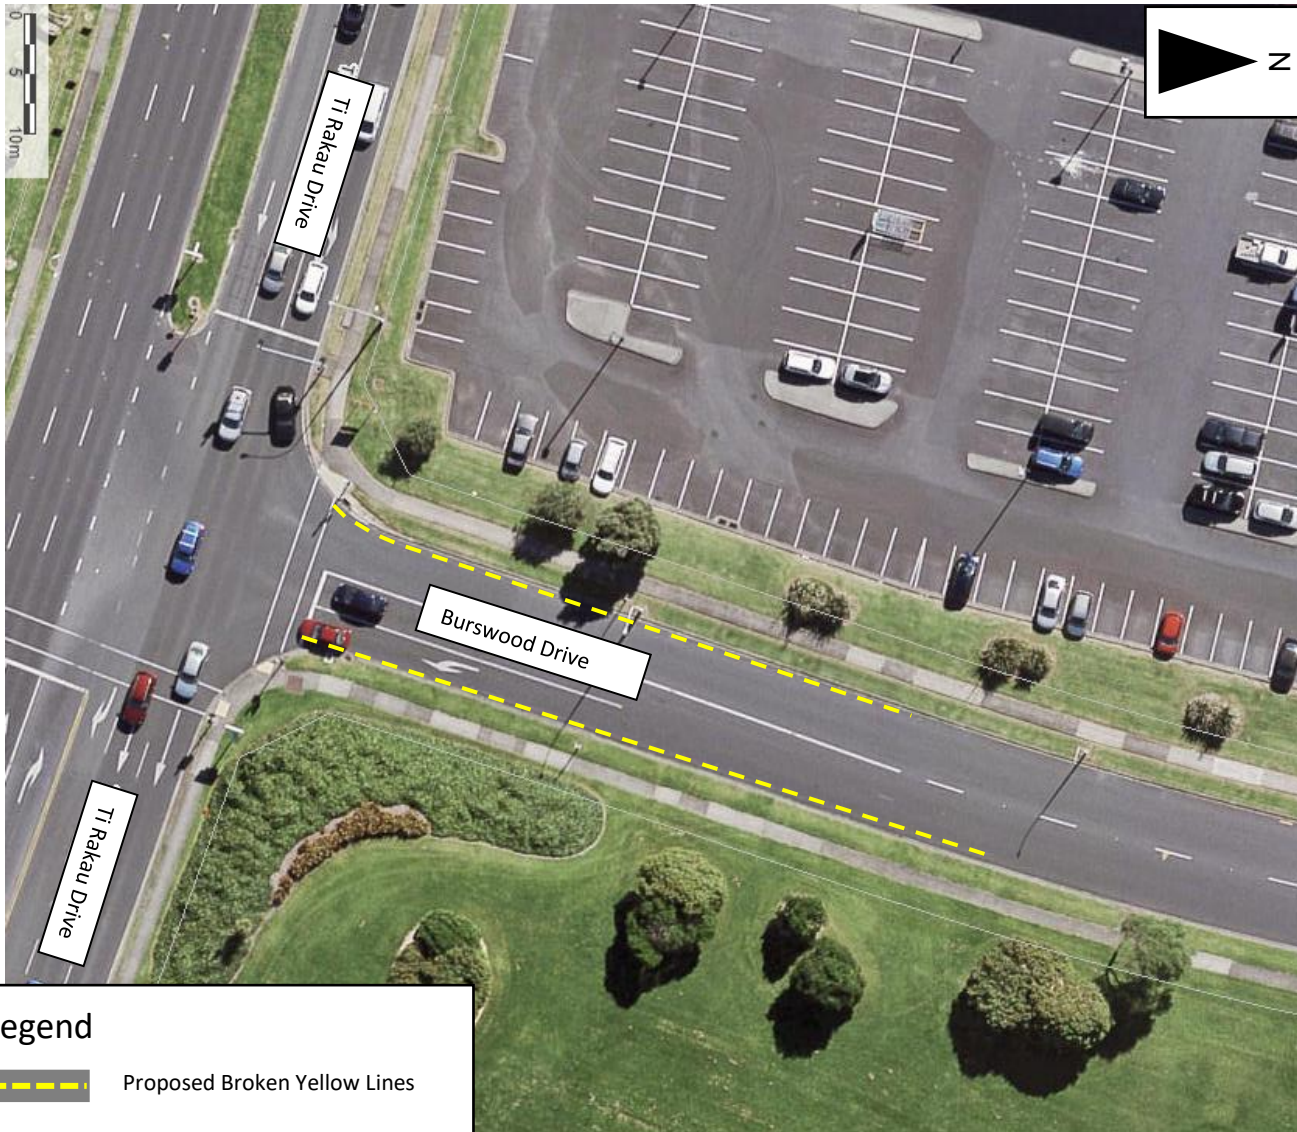 0 5 10m
N
Ti Rakau Drive
Burswood Drive
Ti Rakau Drive
egend
Proposed Broken Yellow Lines